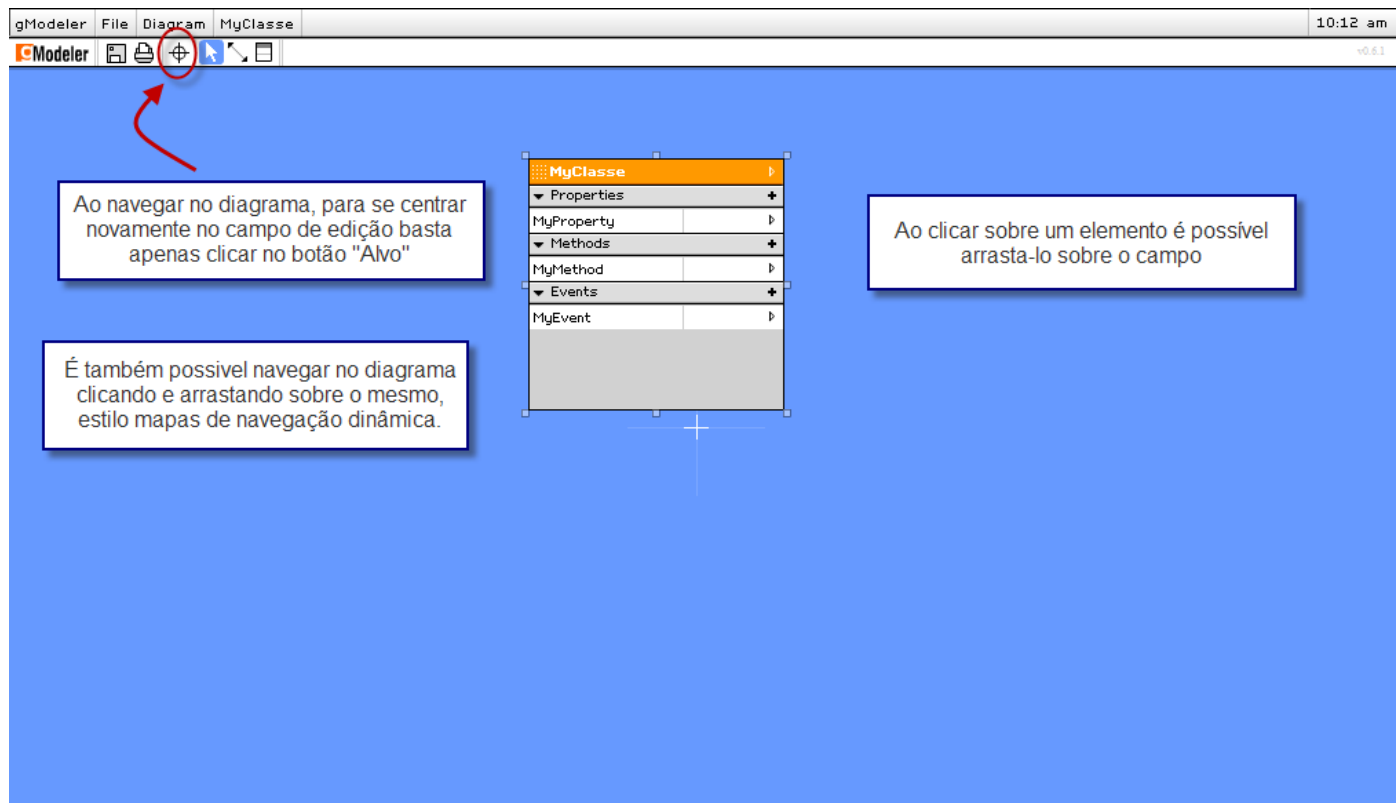 gModeler File Diagram MyClasse 10:12 am
gModeler v0.6.1
MyClasse
Properties
MyProperty
Methods
MyMethod
Events
MyEvent
Ao navegar no diagrama, para se centrar
novamente no campo de edição basta
apenas clicar no botão "Alvo"
É também possivel navegar no diagrama
clicando e arrastando sobre o mesmo,
estilo mapas de navegação dinâmica.
Ao clicar sobre um elemento é possível
arrasta-lo sobre o campo